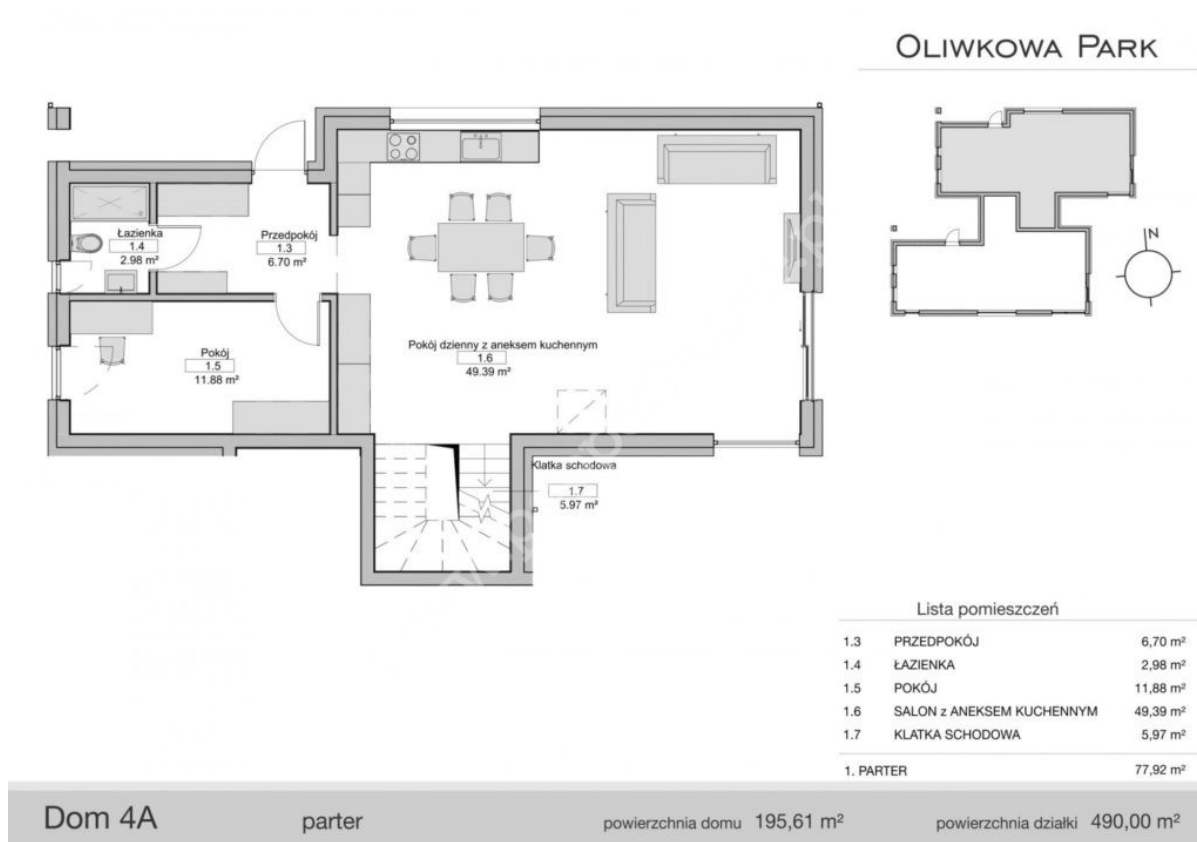 OLIWKOWA PARK
N
Łazienka
1.4
2.98 m²
Przedpokój
1.3
6.70 m²
Pokój
1.5
11.88 m²
Pokój dzienny z aneksem kuchennym
1.6
49.39 m²
Klatka schodowa
1.7
5.97 m²
Lista pomieszczeń
1.3 PRZEDPOKÓJ 6,70 m²
1.4 ŁAZIENKA 2,98 m²
1.5 POKÓJ 11,88 m²
1.6 SALON z ANEKSEM KUCHENNYM 49,39 m²
1.7 KLATKA SCHODOWA 5,97 m²
1. PARTER 77,92 m²
Dom 4A parter powierzchnia domu 195,61 m² powierzchnia działki 490,00 m²